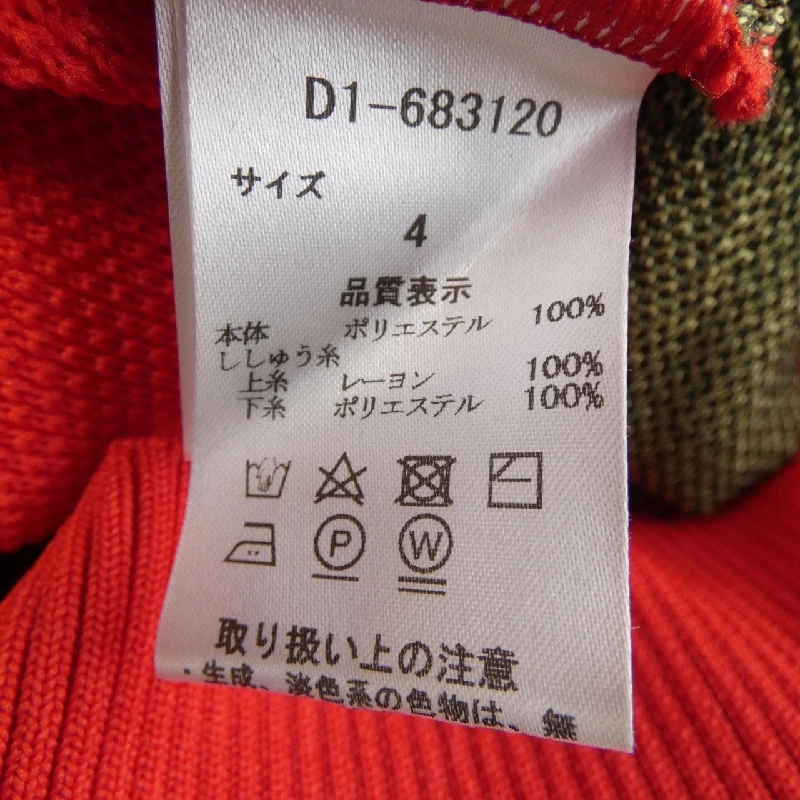 D1-683120
サイズ
4
品質表示
本体 ポリエステル 100%
ししゅう糸
上糸 レーヨン 100%
下糸 ポリエステル 100%
P W
取り扱い上の注意
・生成、淡色系の色物は、無